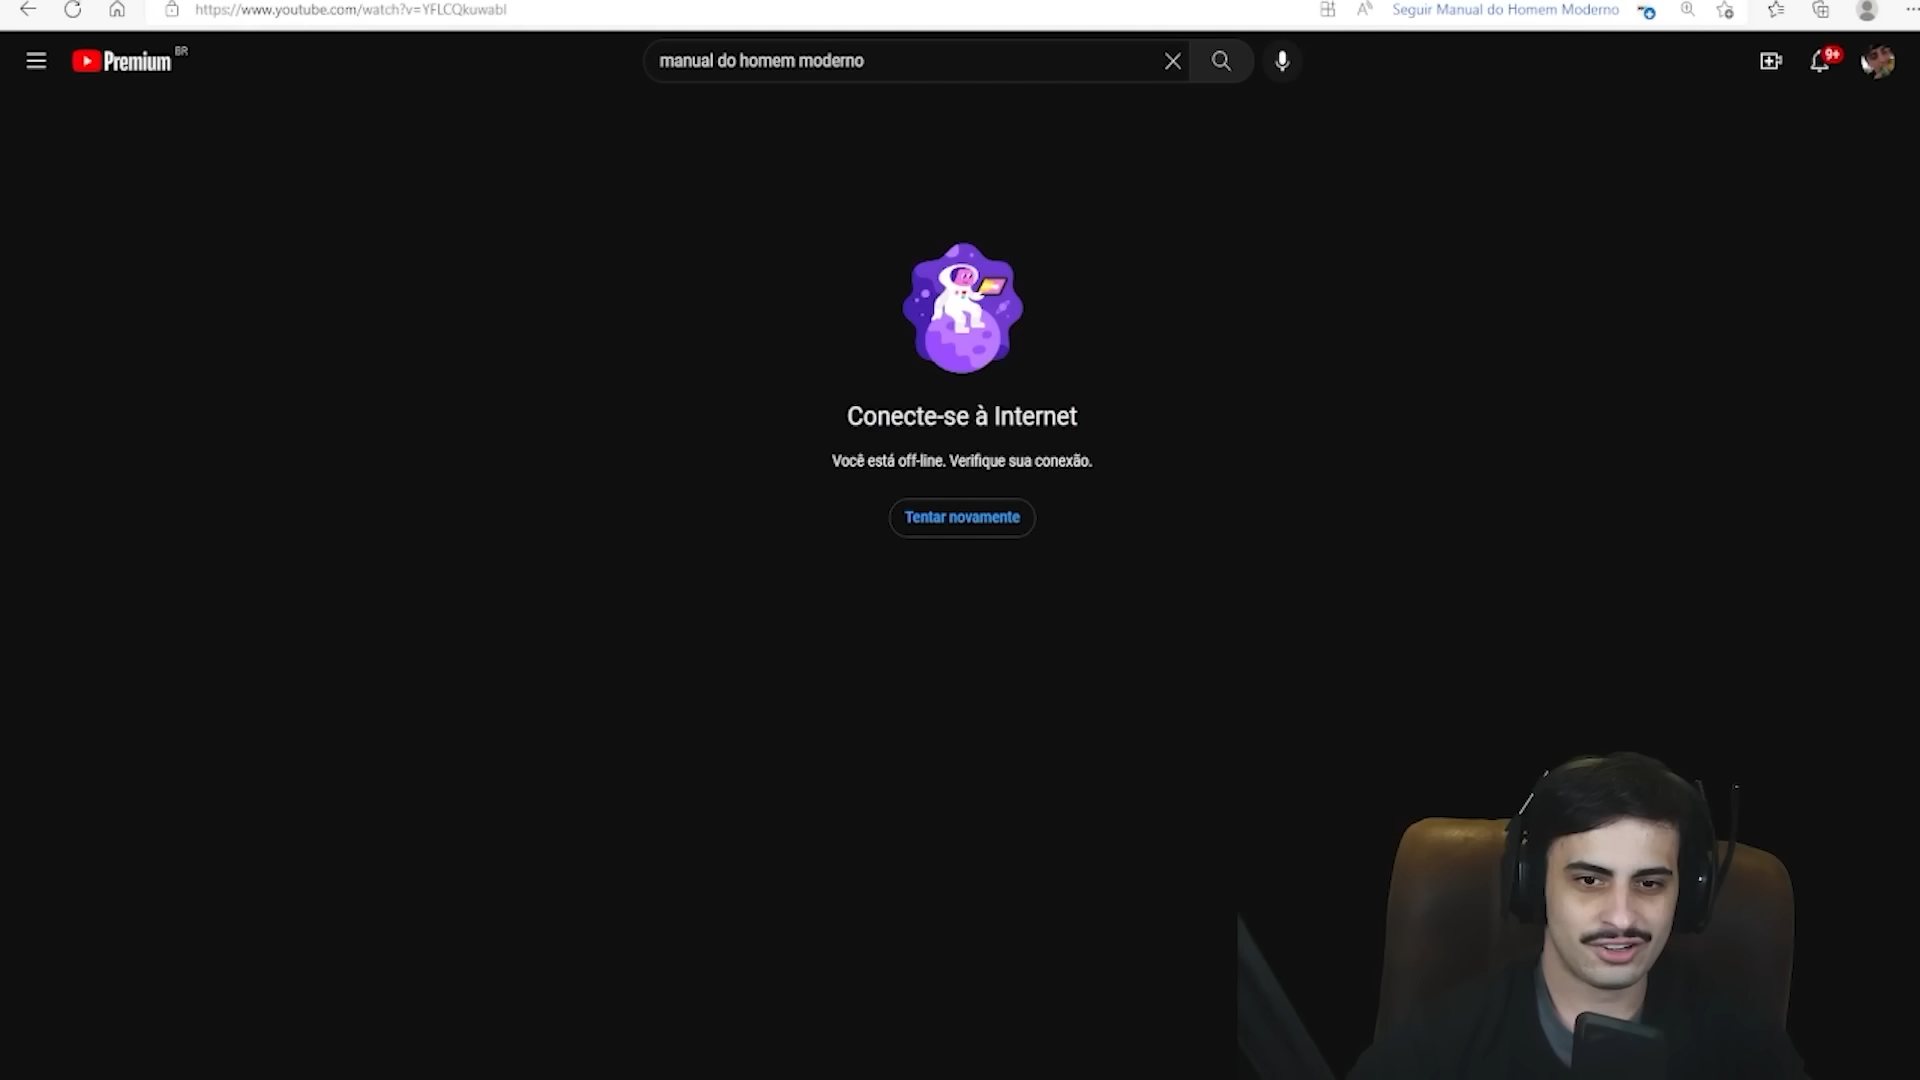 https://www.youtube.com/watch?v=YFLCQkuwabI
Seguir Manual do Homem Moderno
Premium BR
manual do homem moderno
9+
Conecte-se à Internet
Você está off-line. Verifique sua conexão.
Tentar novamente